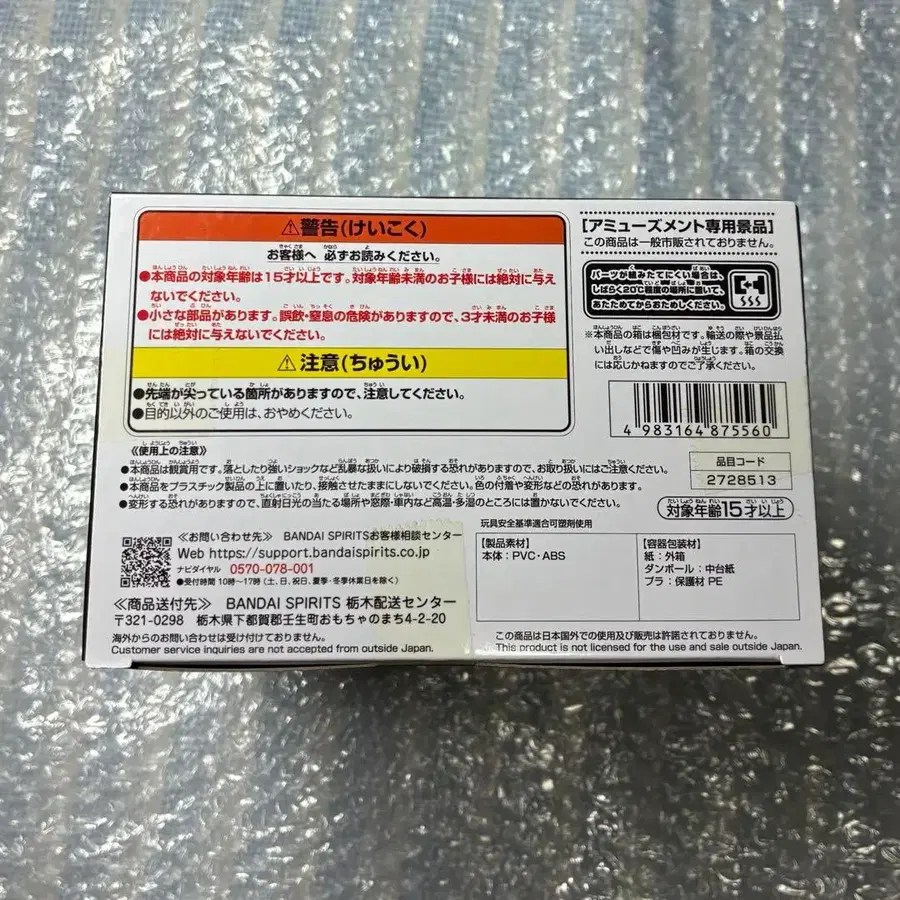 ⚠警告(けいこく)
お客様へ 必ずお読みください。
●本商品の対象年齢は15才以上です。対象年齢未満のお子様には絶対に与え
ないでください。
●小さな部品があります。誤飲・窒息の危険がありますので、3才未満のお子様
には絶対に与えないでください。
⚠注意(ちゅうい)
●先端が尖っている箇所がありますので、注意してください。
●目的以外のご使用は、おやめください。
【アミューズメント専用景品】
この商品は一般市販されておりません。
パーツが組みたてにくい場合は、
しばらく20℃程度の場所に置いて、
あたためてからおためしください。
※本商品の箱は梱包材です。輸送の際や景品払
い出しなどで傷や凹みが生じます。箱の交換
には応じかねますのでご了承ください。
4 983164 875560
品目コード
2728513
対象年齢15才以上
《使用上の注意》
●本商品は観賞用です。落としたり強いショックなど乱暴な扱いにより破損する恐れがありますので、お取り扱いにはご注意ください。
●本商品をプラスチック製品の上に置いたり、接触させたままにしないでください。色の付着や変形などの恐れがあります。
●変形する恐れがありますので、直射日光の当たる場所や窓際・車内など高温・多湿のところには置かないでください。
≪お問い合わせ先≫ BANDAI SPIRITSお客様相談センター
Web https://support.bandaispirits.co.jp
ナビダイヤル 0570-078-001
●受付時間 10時〜17時(土、日、祝日、夏季・冬季休業日を除く)
≪商品送付先≫ BANDAI SPIRITS 栃木配送センター
〒321-0298 栃木県下都賀郡壬生町おもちゃのまち4-2-20
海外からのお問い合わせは受け付けておりません。
Customer service inquiries are not accepted from outside Japan.
玩具安全基準適合可塑剤使用
【製品素材】
本体：PVC・ABS
【容器包装材】
紙：外箱
ダンボール：中台紙
プラ：保護材 PE
この商品は日本国外での使用及び販売は許諾されておりません。
This product is not licensed for the use and sale outside Japan.